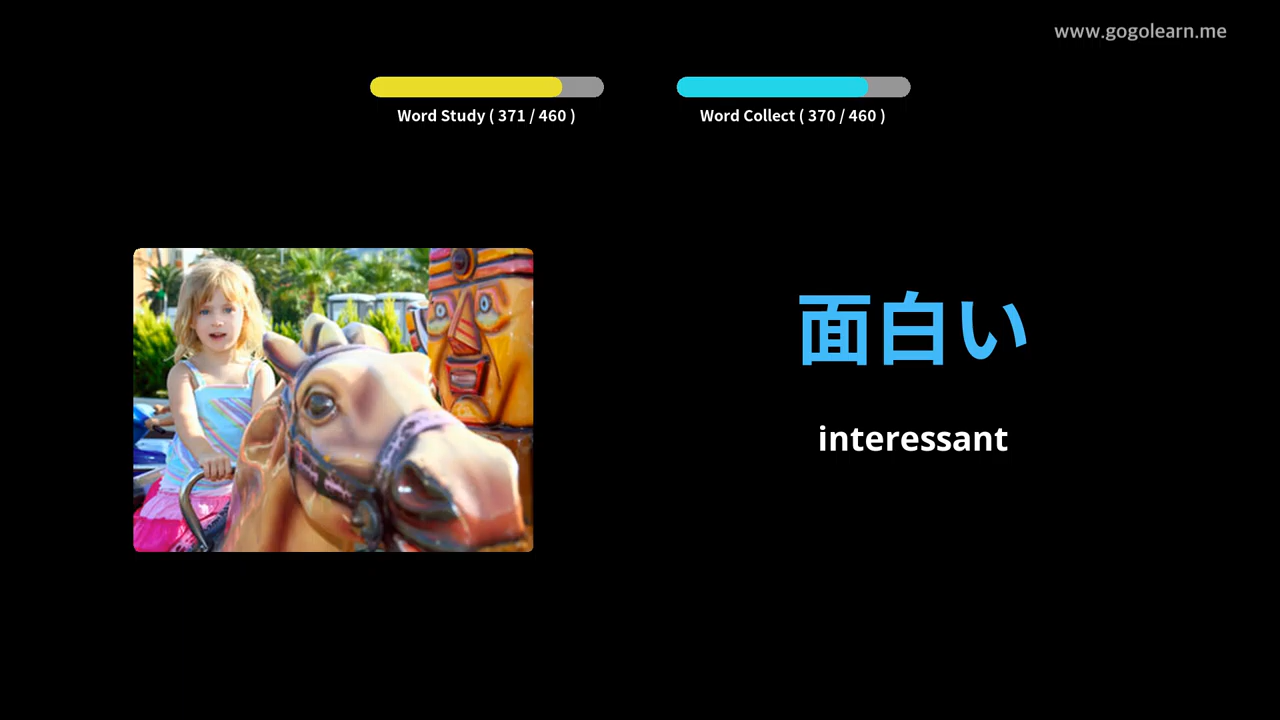 www.gogolearn.me
Word Study ( 371 / 460 )
Word Collect ( 370 / 460 )
面白い
interessant